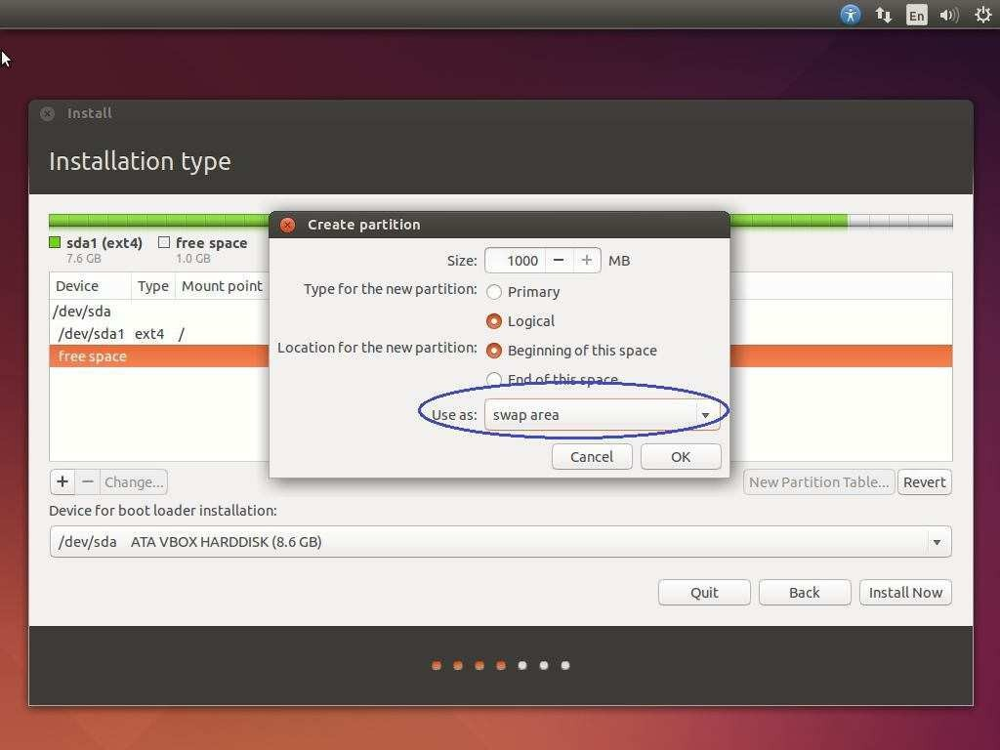 En
Install
Installation type
sda1 (ext4)
7.6 GB
free space
1.0 GB
Device
Type
Mount point
/dev/sda
/dev/sda1 ext4 /
free space
Create partition
Size: 1000 − + MB
Type for the new partition: Primary
Logical
Location for the new partition: Beginning of this space
End of this space
Use as: swap area
Cancel
OK
+ − Change...
New Partition Table... Revert
Device for boot loader installation:
/dev/sda ATA VBOX HARDDISK (8.6 GB)
Quit
Back
Install Now